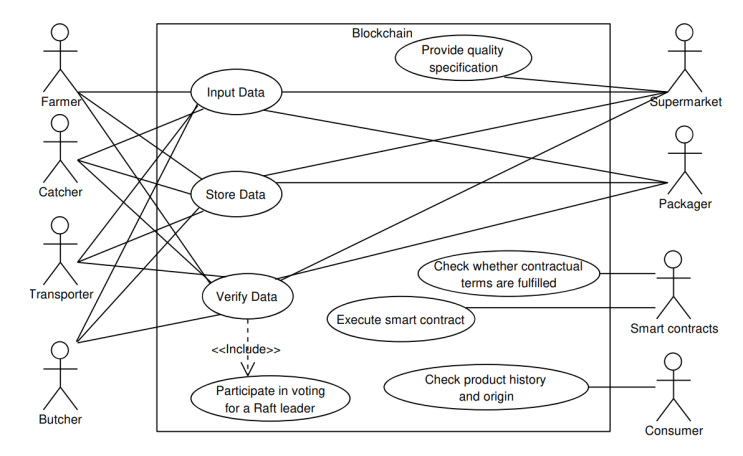 Blockchain
Provide quality
specification
Farmer
Input Data
Supermarket
Catcher
Store Data
Packager
Transporter
Verify Data
Check whether contractual
terms are fulfilled
Execute smart contract
Smart contracts
<<Include>>
Participate in voting
for a Raft leader
Check product history
and origin
Butcher
Consumer